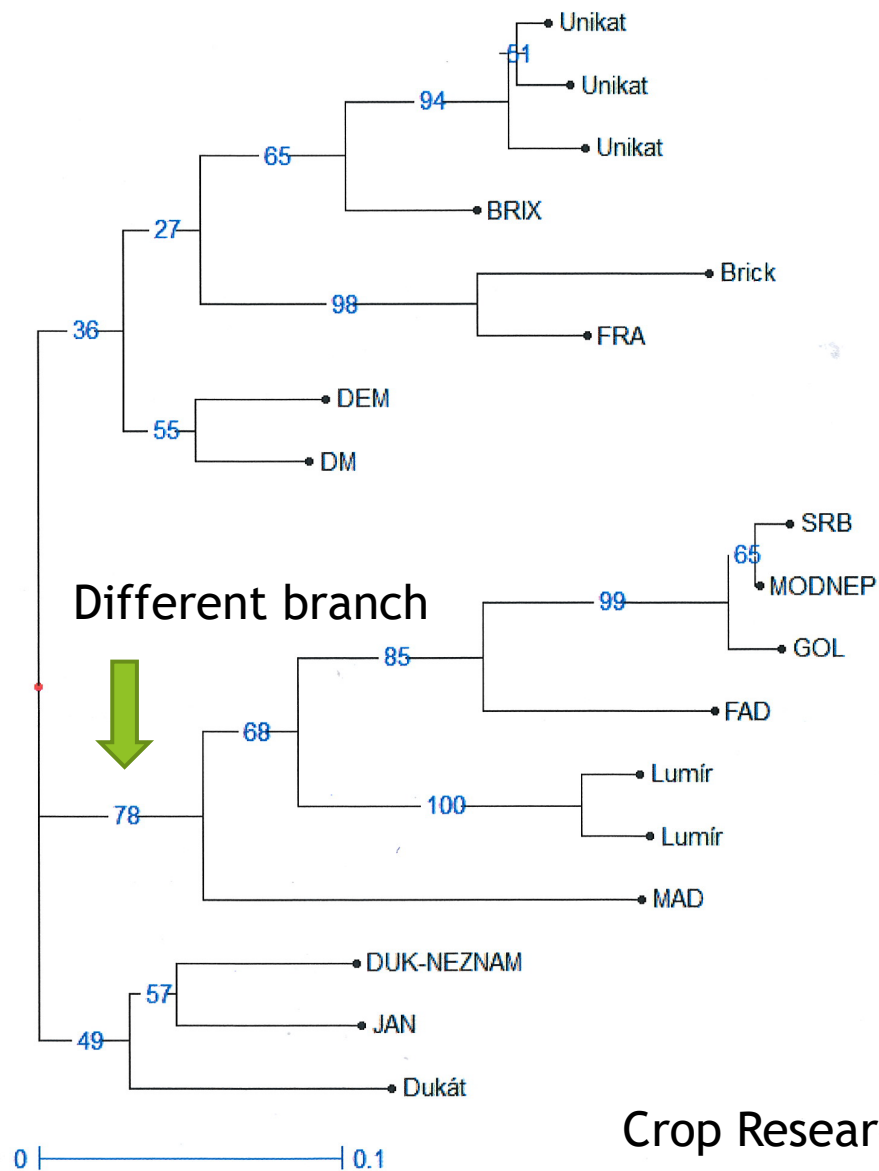 Unikat
51
Unikat
94
Unikat
65
BRIX
27
Brick
98
FRA
36
DEM
55
DM
SRB
65
MODNEP
Different branch
99
GOL
85
FAD
68
Lumír
100
78
Lumír
MAD
DUK-NEZNAM
57
JAN
49
Dukát
Crop Resear
0 0.1